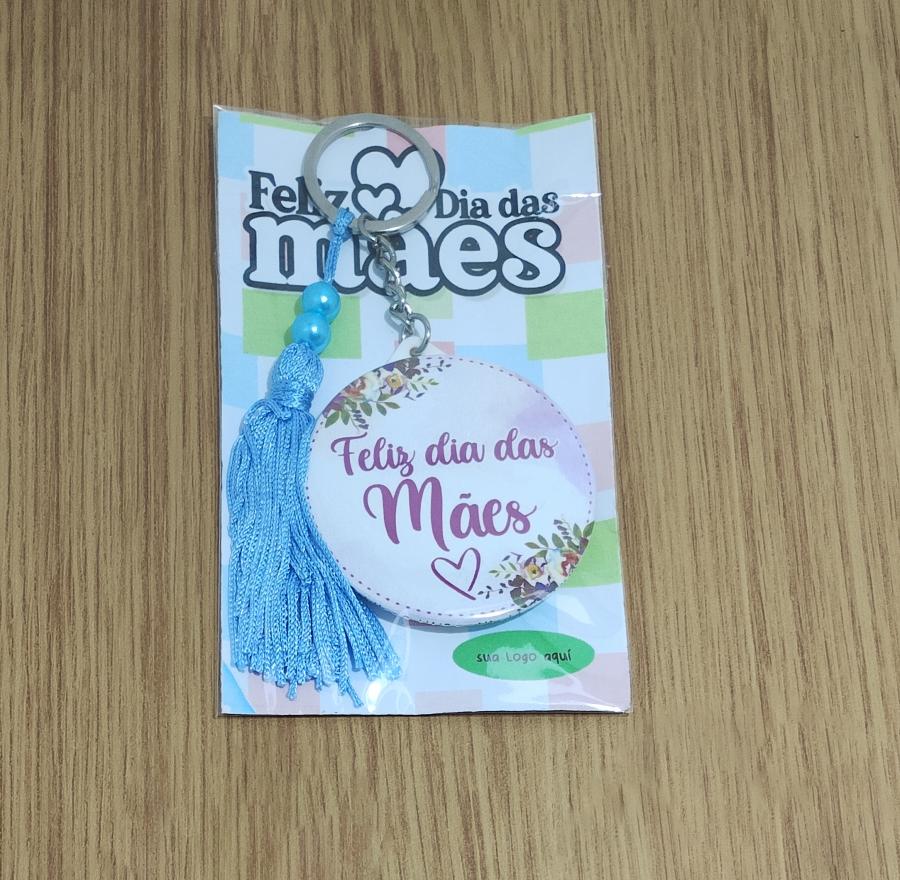 Feliz Dia das
mães
Feliz dia das
Mães
sua Logo aqui